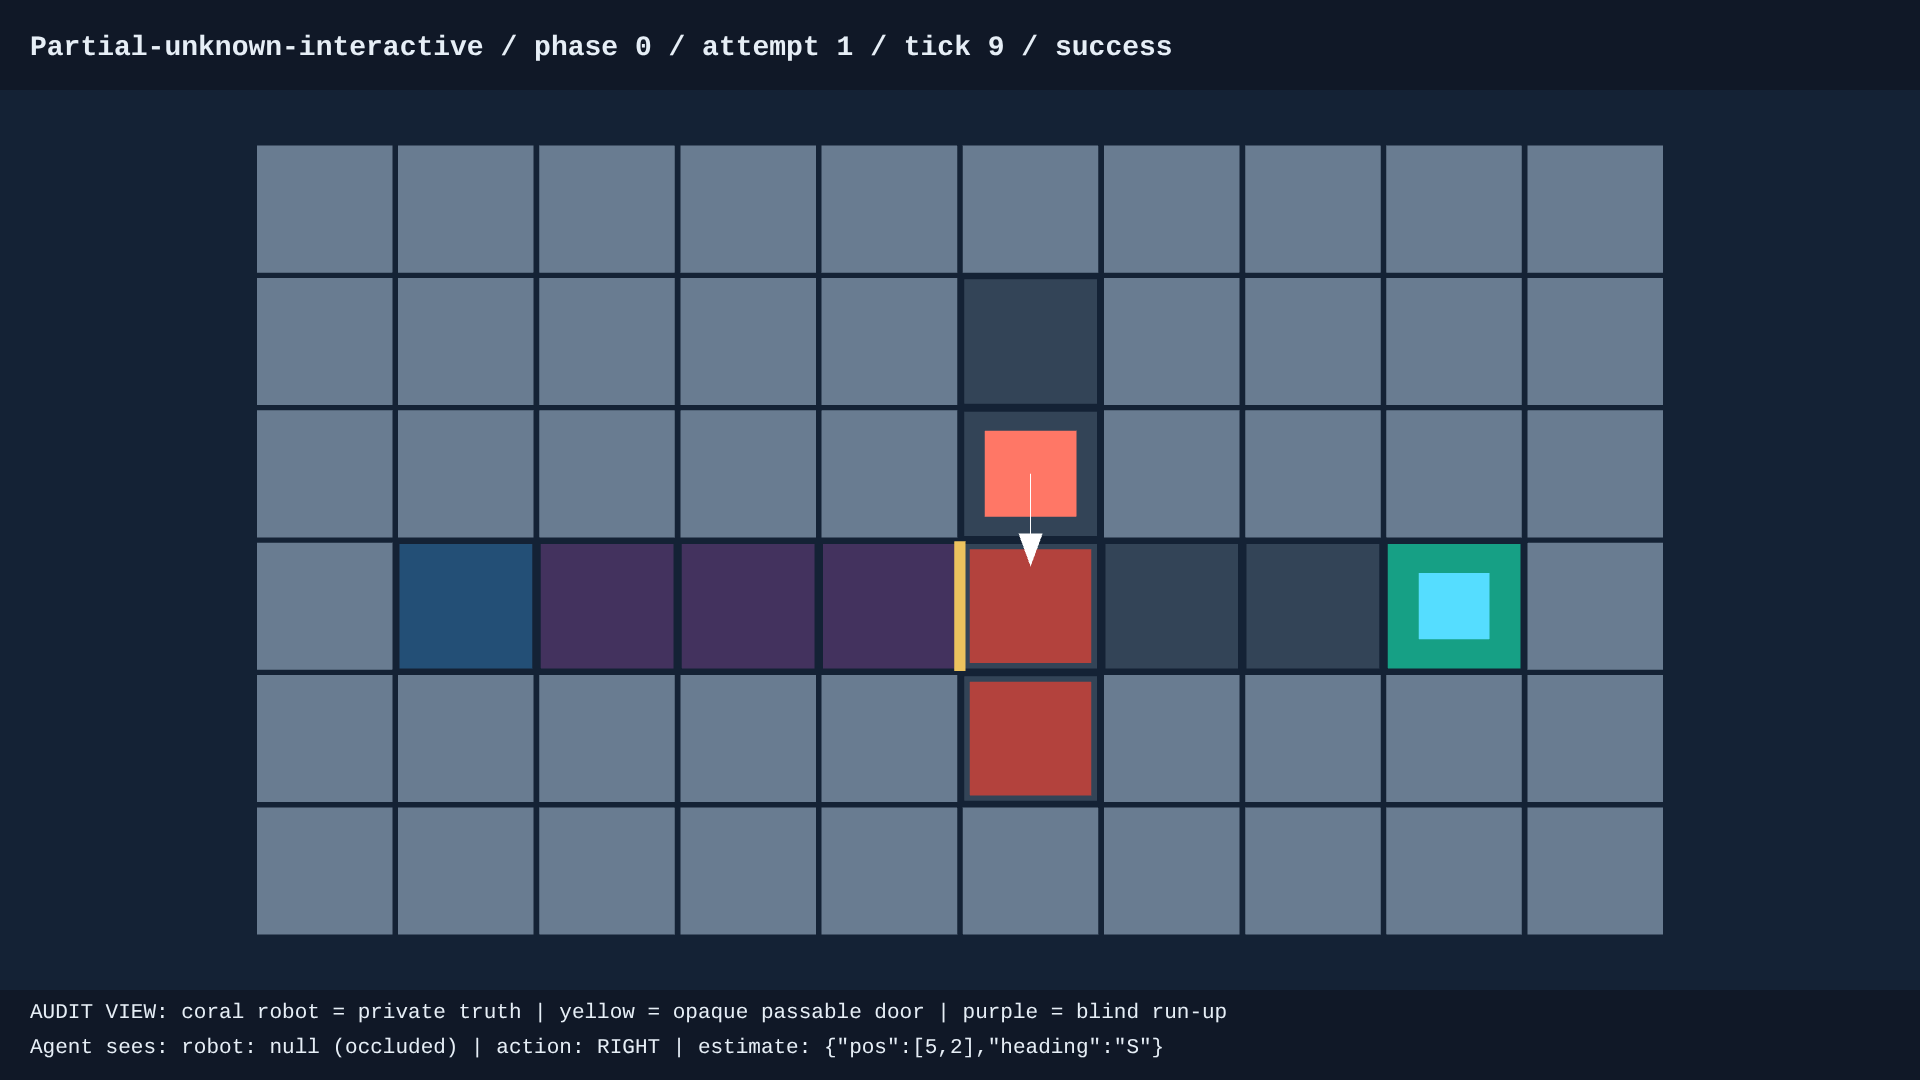 Partial-unknown-interactive / phase 0 / attempt 1 / tick 9 / success
AUDIT VIEW: coral robot = private truth | yellow = opaque passable door | purple = blind run-up
Agent sees: robot: null (occluded) | action: RIGHT | estimate: {"pos":[5,2],"heading":"S"}